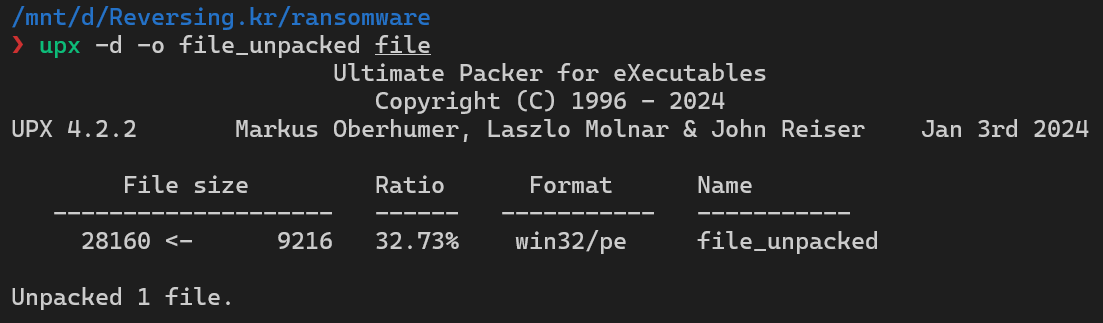 /mnt/d/Reversing.kr/ransomware
❯ upx -d -o file_unpacked file
Ultimate Packer for eXecutables
Copyright (C) 1996 - 2024
UPX 4.2.2       Markus Oberhumer, Laszlo Molnar & John Reiser    Jan 3rd 2024
File size         Ratio      Format      Name
--------------------   ------   -----------   -----------
28160 <-      9216   32.73%    win32/pe     file_unpacked
Unpacked 1 file.